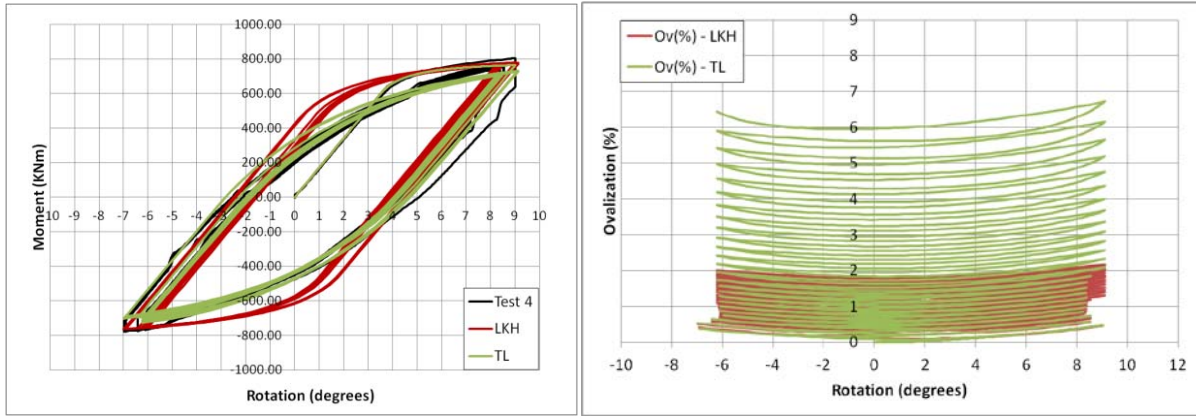 1000.00
800.00
600.00
400.00
200.00
0.00
-200.00
-400.00
-600.00
-800.00
-1000.00
-10 -9 -8 -7 -6 -5 -4 -3 -2 -1 0 1 2 3 4 5 6 7 8 9 10
Moment (KNm)
Rotation (degrees)
Test 4
LKH
TL
9
8
7
6
5
4
3
2
1
0
Ov(%) - LKH
Ov(%) - TL
Ovalization (%)
-10 -8 -6 -4 -2 0 2 4 6 8 10 12
Rotation (degrees)